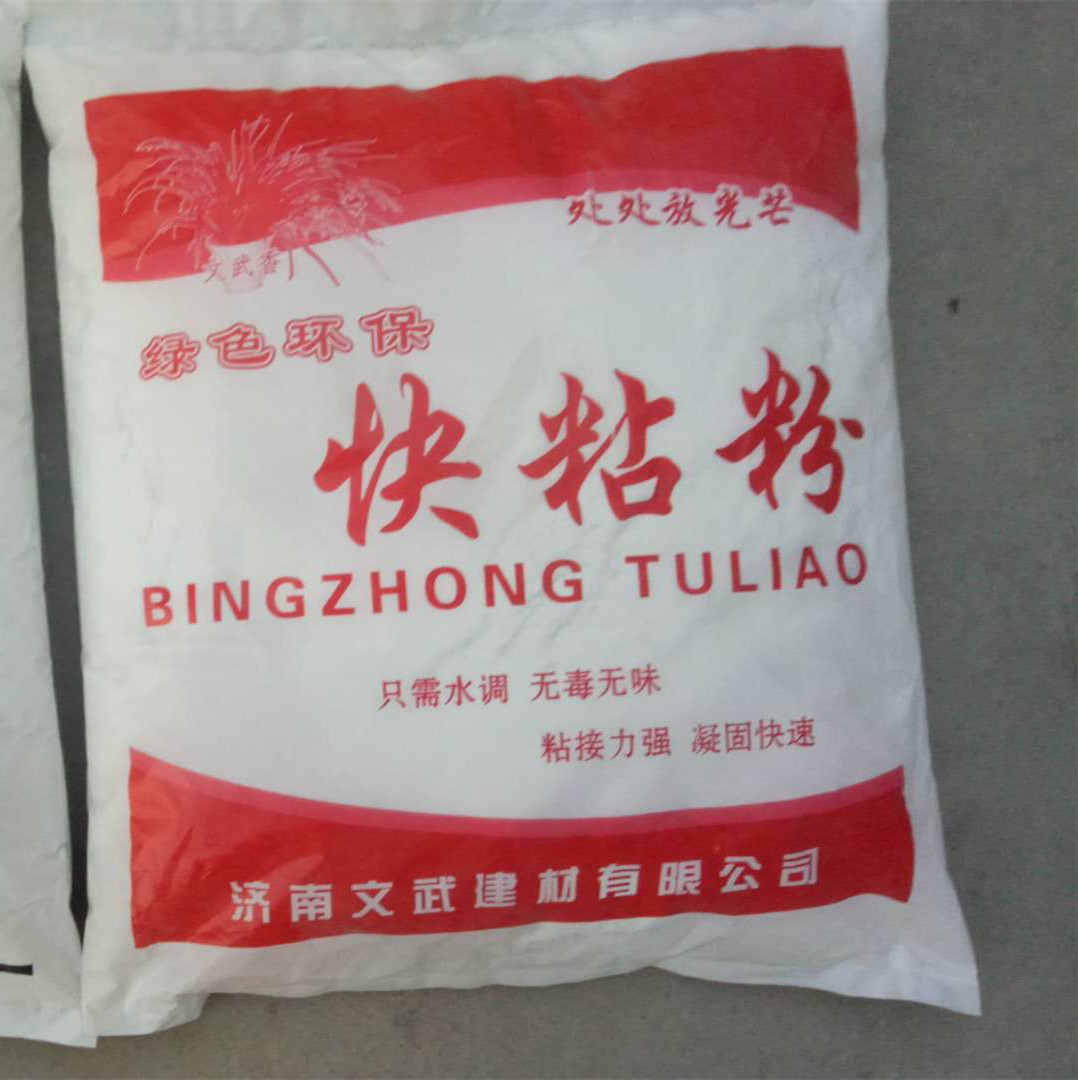 处处放光芒
文武香
绿色环保
快粘粉
BINGZHONG TULIAO
只需水调 无毒无味
粘接力强 凝固快速
济南文武建材有限公司